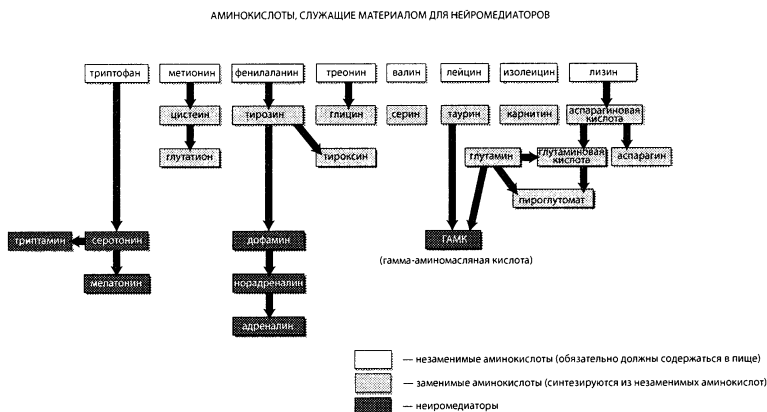 АМИНОКИСЛОТЫ, СЛУЖАЩИЕ МАТЕРИАЛОМ ДЛЯ НЕЙРОМЕДИАТОРОВ
триптофан метионин фенилаланин треонин валин лейцин изолеицин лизин
цистеин тирозин глицин серин таурин карнитин аспарагиновая кислота
глутатион тироксин глутамин глутаминовая кислота аспарагин
пироглутомат
триптамин серотонин дофамин ГАМК
(гамма-аминомасляная кислота)
мелатонин норадреналин
адреналин
— незаменимые аминокислоты (обязательно должны содержаться в пище)
— заменимые аминокислоты (синтезируются из незаменимых аминокислот)
— неиромедиаторы